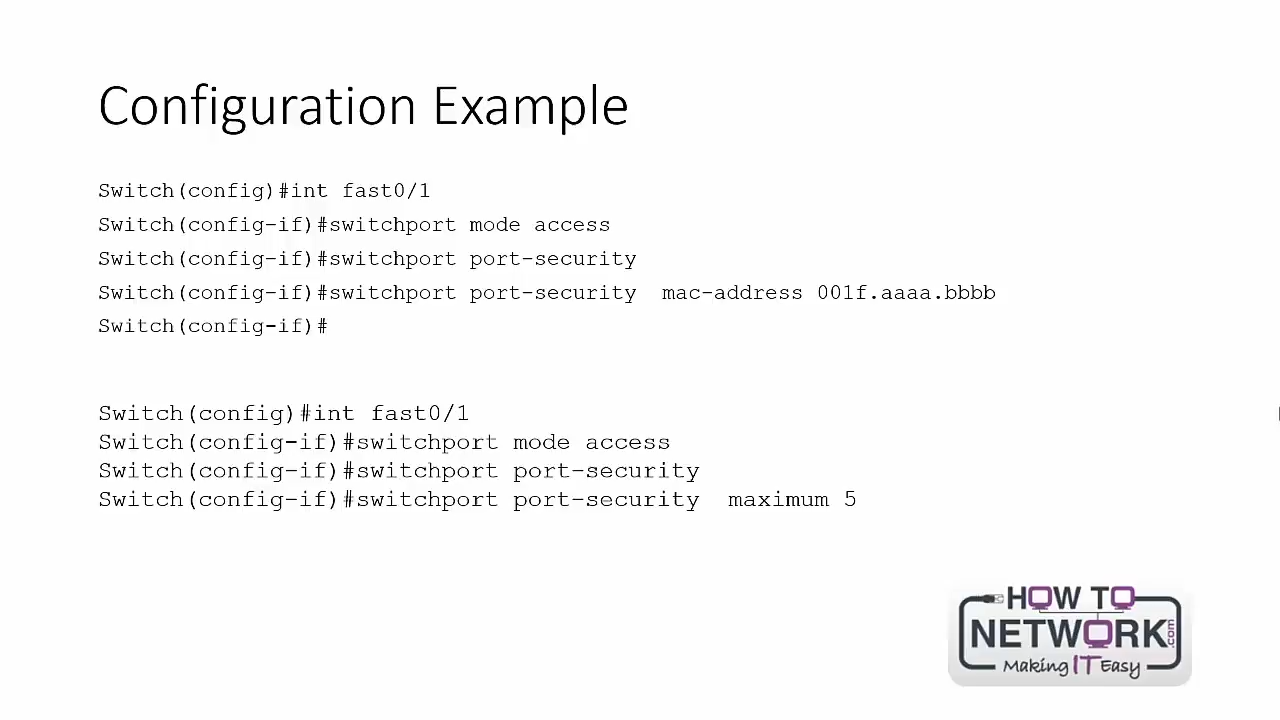 Configuration Example
Switch(config)#int fast0/1
Switch(config-if)#switchport mode access
Switch(config-if)#switchport port-security
Switch(config-if)#switchport port-security  mac-address 001f.aaaa.bbbb
Switch(config-if)#
Switch(config)#int fast0/1
Switch(config-if)#switchport mode access
Switch(config-if)#switchport port-security
Switch(config-if)#switchport port-security  maximum 5
HOW TO
NETWORK.com
Making IT Easy